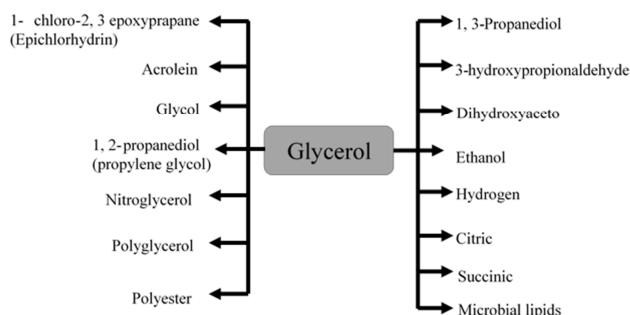 1- chloro-2, 3 epoxyprapane
(Epichlorhydrin)
Acrolein
Glycol
1, 2-propanediol
(propylene glycol)
Nitroglycerol
Polyglycerol
Polyester
Glycerol
1, 3-Propanediol
3-hydroxypropionaldehyde
Dihydroxyaceto
Ethanol
Hydrogen
Citric
Succinic
Microbial lipids